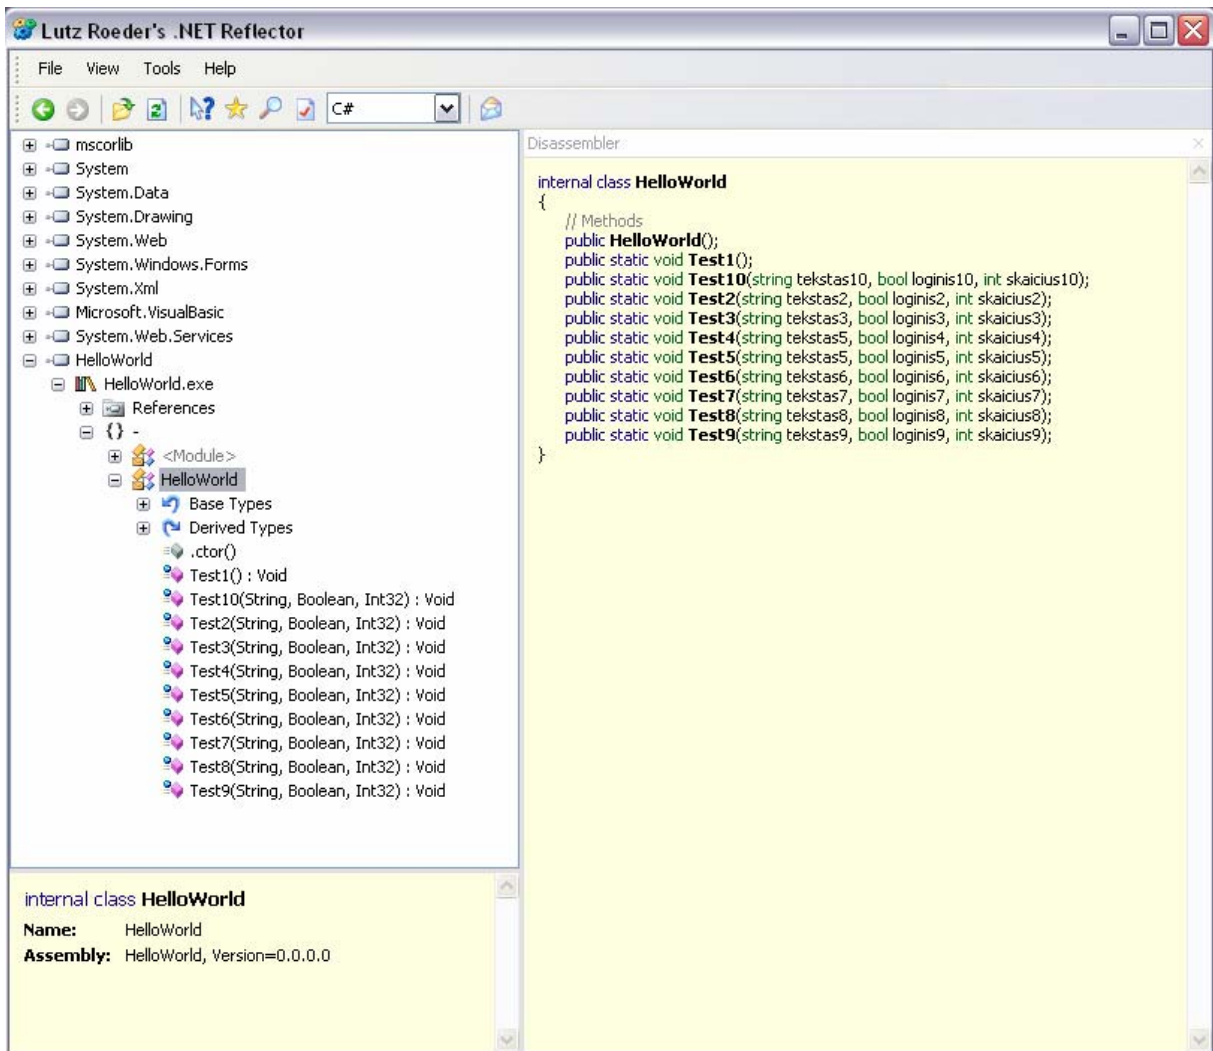 Lutz Roeder's .NET Reflector
File View Tools Help
C#
mscorlib
System
System.Data
System.Drawing
System.Web
System.Windows.Forms
System.Xml
Microsoft.VisualBasic
System.Web.Services
HelloWorld
HelloWorld.exe
References
{} -
<Module>
HelloWorld
Base Types
Derived Types
.ctor()
Test1() : Void
Test10(String, Boolean, Int32) : Void
Test2(String, Boolean, Int32) : Void
Test3(String, Boolean, Int32) : Void
Test4(String, Boolean, Int32) : Void
Test5(String, Boolean, Int32) : Void
Test6(String, Boolean, Int32) : Void
Test7(String, Boolean, Int32) : Void
Test8(String, Boolean, Int32) : Void
Test9(String, Boolean, Int32) : Void
internal class HelloWorld
Name: HelloWorld
Assembly: HelloWorld, Version=0.0.0.0
Disassembler
internal class HelloWorld
{
// Methods
public HelloWorld();
public static void Test1();
public static void Test10(string tekstas10, bool loginis10, int skaicius10);
public static void Test2(string tekstas2, bool loginis2, int skaicius2);
public static void Test3(string tekstas3, bool loginis3, int skaicius3);
public static void Test4(string tekstas5, bool loginis4, int skaicius4);
public static void Test5(string tekstas5, bool loginis5, int skaicius5);
public static void Test6(string tekstas6, bool loginis6, int skaicius6);
public static void Test7(string tekstas7, bool loginis7, int skaicius7);
public static void Test8(string tekstas8, bool loginis8, int skaicius8);
public static void Test9(string tekstas9, bool loginis9, int skaicius9);
}